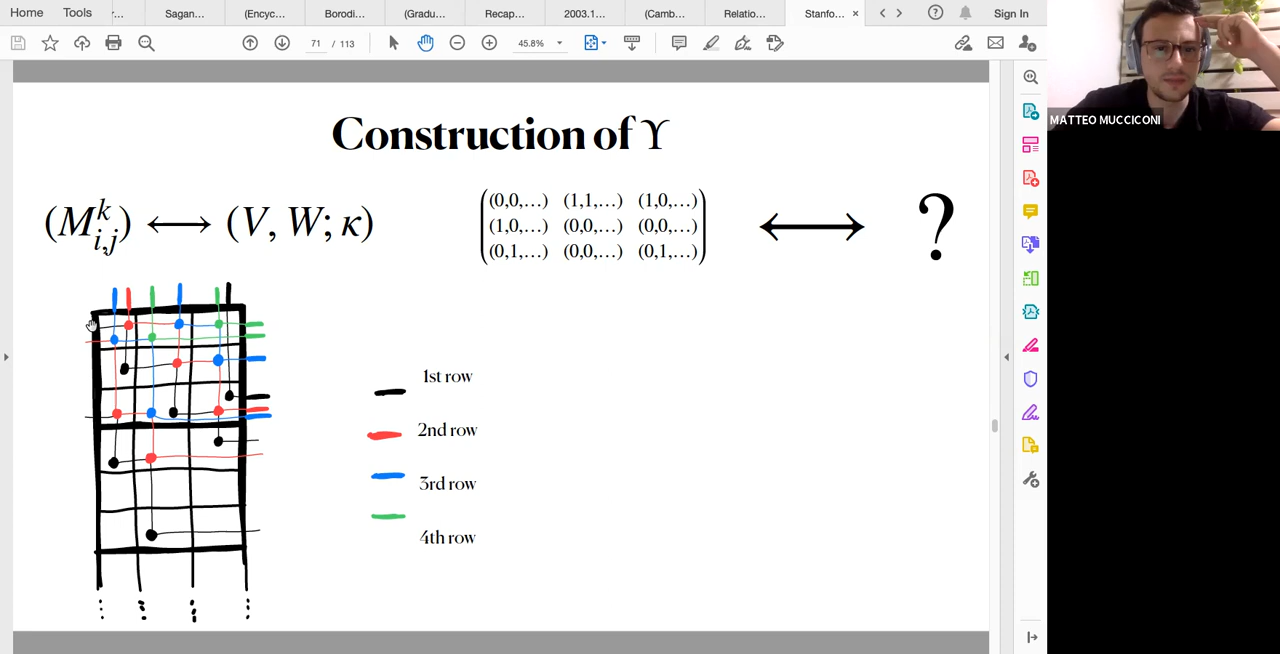 Home Tools Sagan... (Encyc... Borodi... (Gradu... Recap... 2003.1... (Camb... Relatio... Stanfo... × Sign In
71 / 113 45.8%
MATTEO MUCCICONI
Construction of ϒ
(M^k_{i,j}) ⟷ (V, W; κ)
(0,0,…) (1,1,…) (1,0,…)
(1,0,…) (0,0,…) (0,0,…)
(0,1,…) (0,0,…) (0,1,…)
⟷ ?
1st row
2nd row
3rd row
4th row